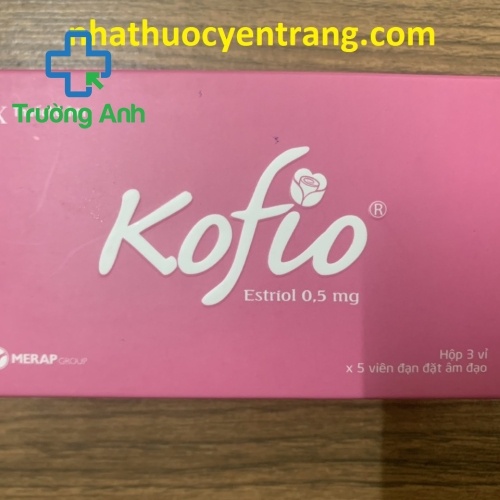 nhathuocyentrang.com
Trường Anh
Kofio®
Estriol 0,5 mg
MERAP GROUP
Hộp 3 vỉ
x 5 viên đạn đặt âm đạo